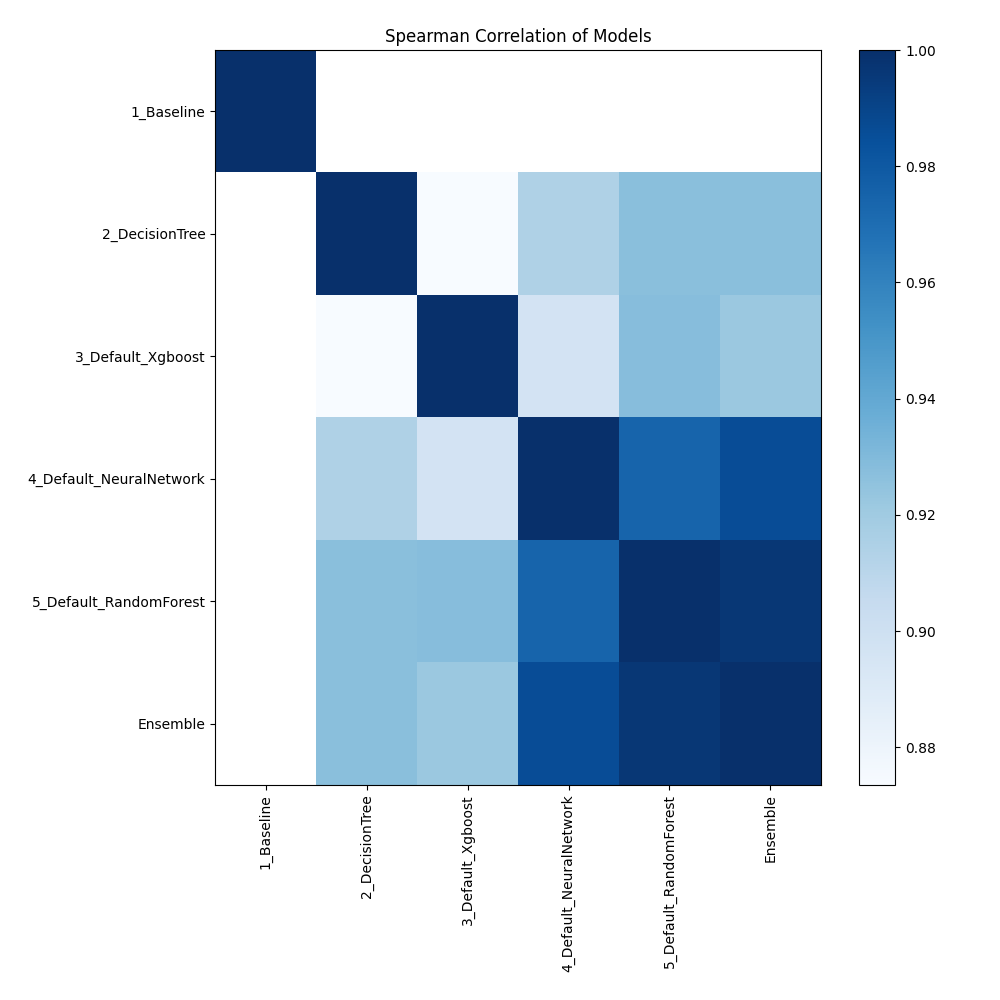 Spearman Correlation of Models
1_Baseline
2_DecisionTree
3_Default_Xgboost
4_Default_NeuralNetwork
5_Default_RandomForest
Ensemble
1_Baseline
2_DecisionTree
3_Default_Xgboost
4_Default_NeuralNetwork
5_Default_RandomForest
Ensemble
1.00
0.98
0.96
0.94
0.92
0.90
0.88